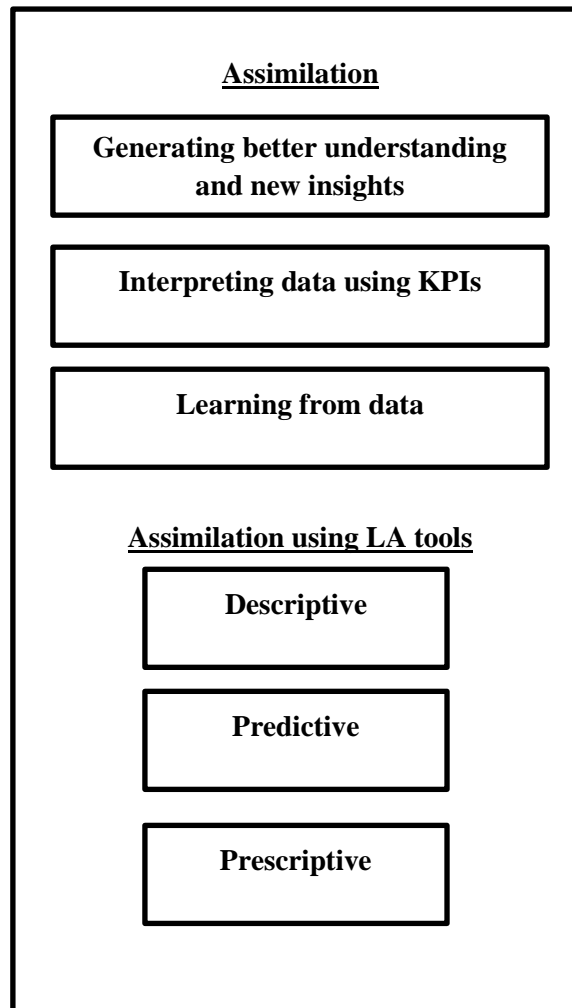 Assimilation
Generating better understanding
and new insights
Interpreting data using KPIs
Learning from data
Assimilation using LA tools
Descriptive
Predictive
Prescriptive